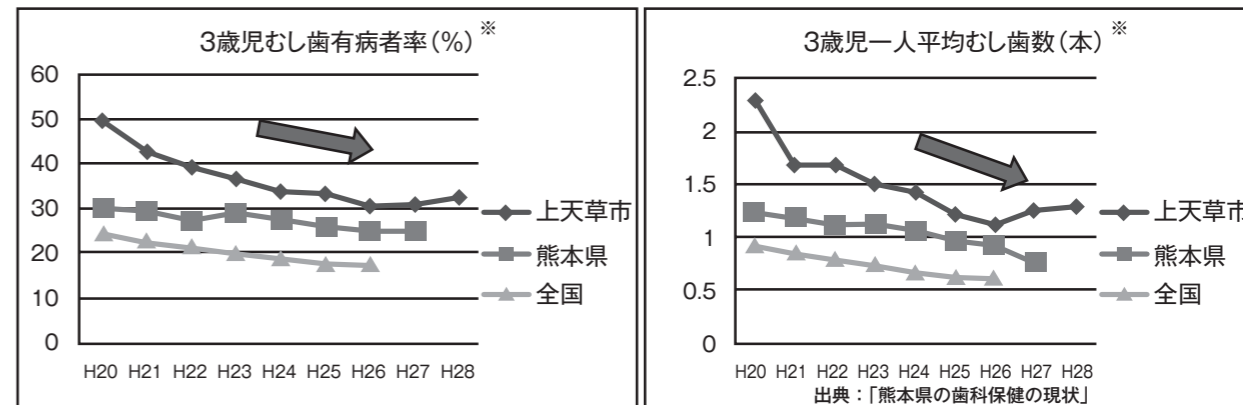 3歳児むし歯有病者率(%)※
60
50
40
30
20
10
0
H20 H21 H22 H23 H24 H25 H26 H27 H28
上天草市
熊本県
全国
3歳児一人平均むし歯数(本)※
2.5
2
1.5
1
0.5
0
H20 H21 H22 H23 H24 H25 H26 H27 H28
上天草市
熊本県
全国
出典：「熊本県の歯科保健の現状」